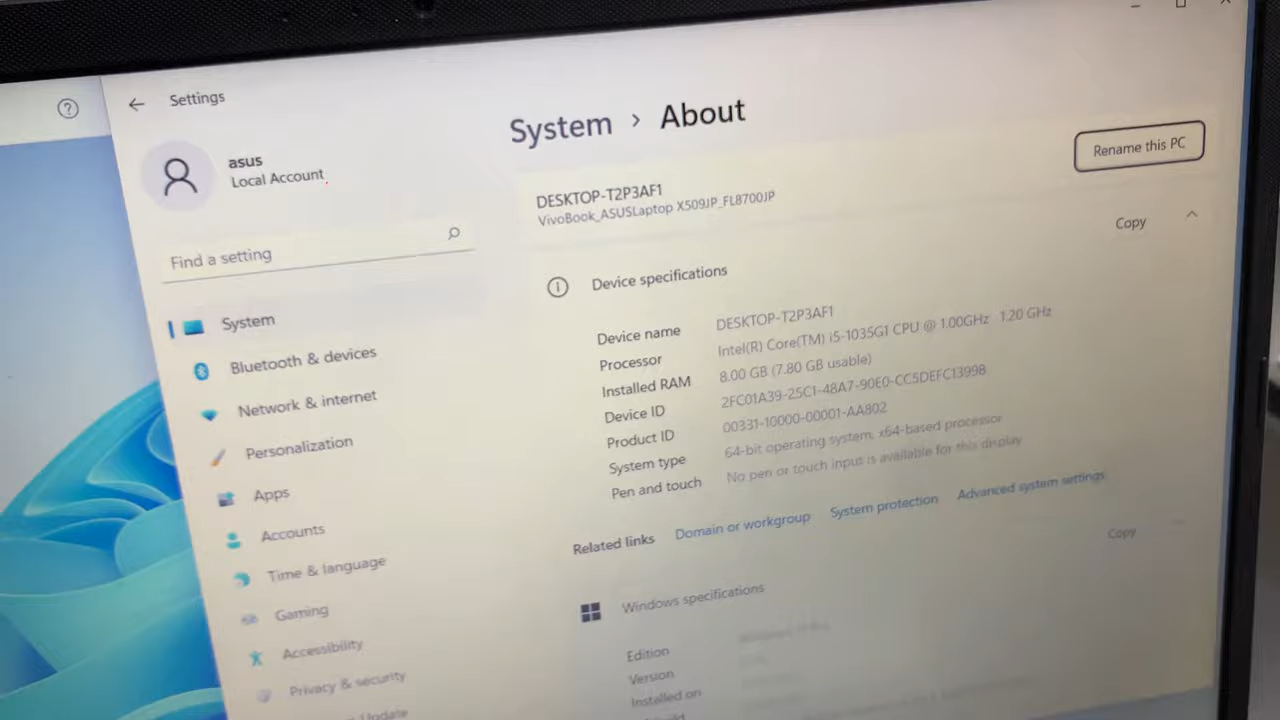 Settings
asus
Local Account
Find a setting
System
Bluetooth & devices
Network & internet
Personalization
Apps
Accounts
Time & language
Gaming
Accessibility
Privacy & security
Update
System › About
Rename this PC
DESKTOP-T2P3AF1
VivoBook_ASUSLaptop X509JP_FL8700JP
Copy
Device specifications
Device name DESKTOP-T2P3AF1
Processor Intel(R) Core(TM) i5-1035G1 CPU @ 1.00GHz 1.20 GHz
Installed RAM 8.00 GB (7.80 GB usable)
Device ID 2FC01A39-25C1-48A7-90E0-CC5DEFC13998
Product ID 00331-10000-00001-AA802
System type 64-bit operating system, x64-based processor
Pen and touch No pen or touch input is available for this display
Related links Domain or workgroup System protection Advanced system settings
Copy
Windows specifications
Edition
Version
Installed on